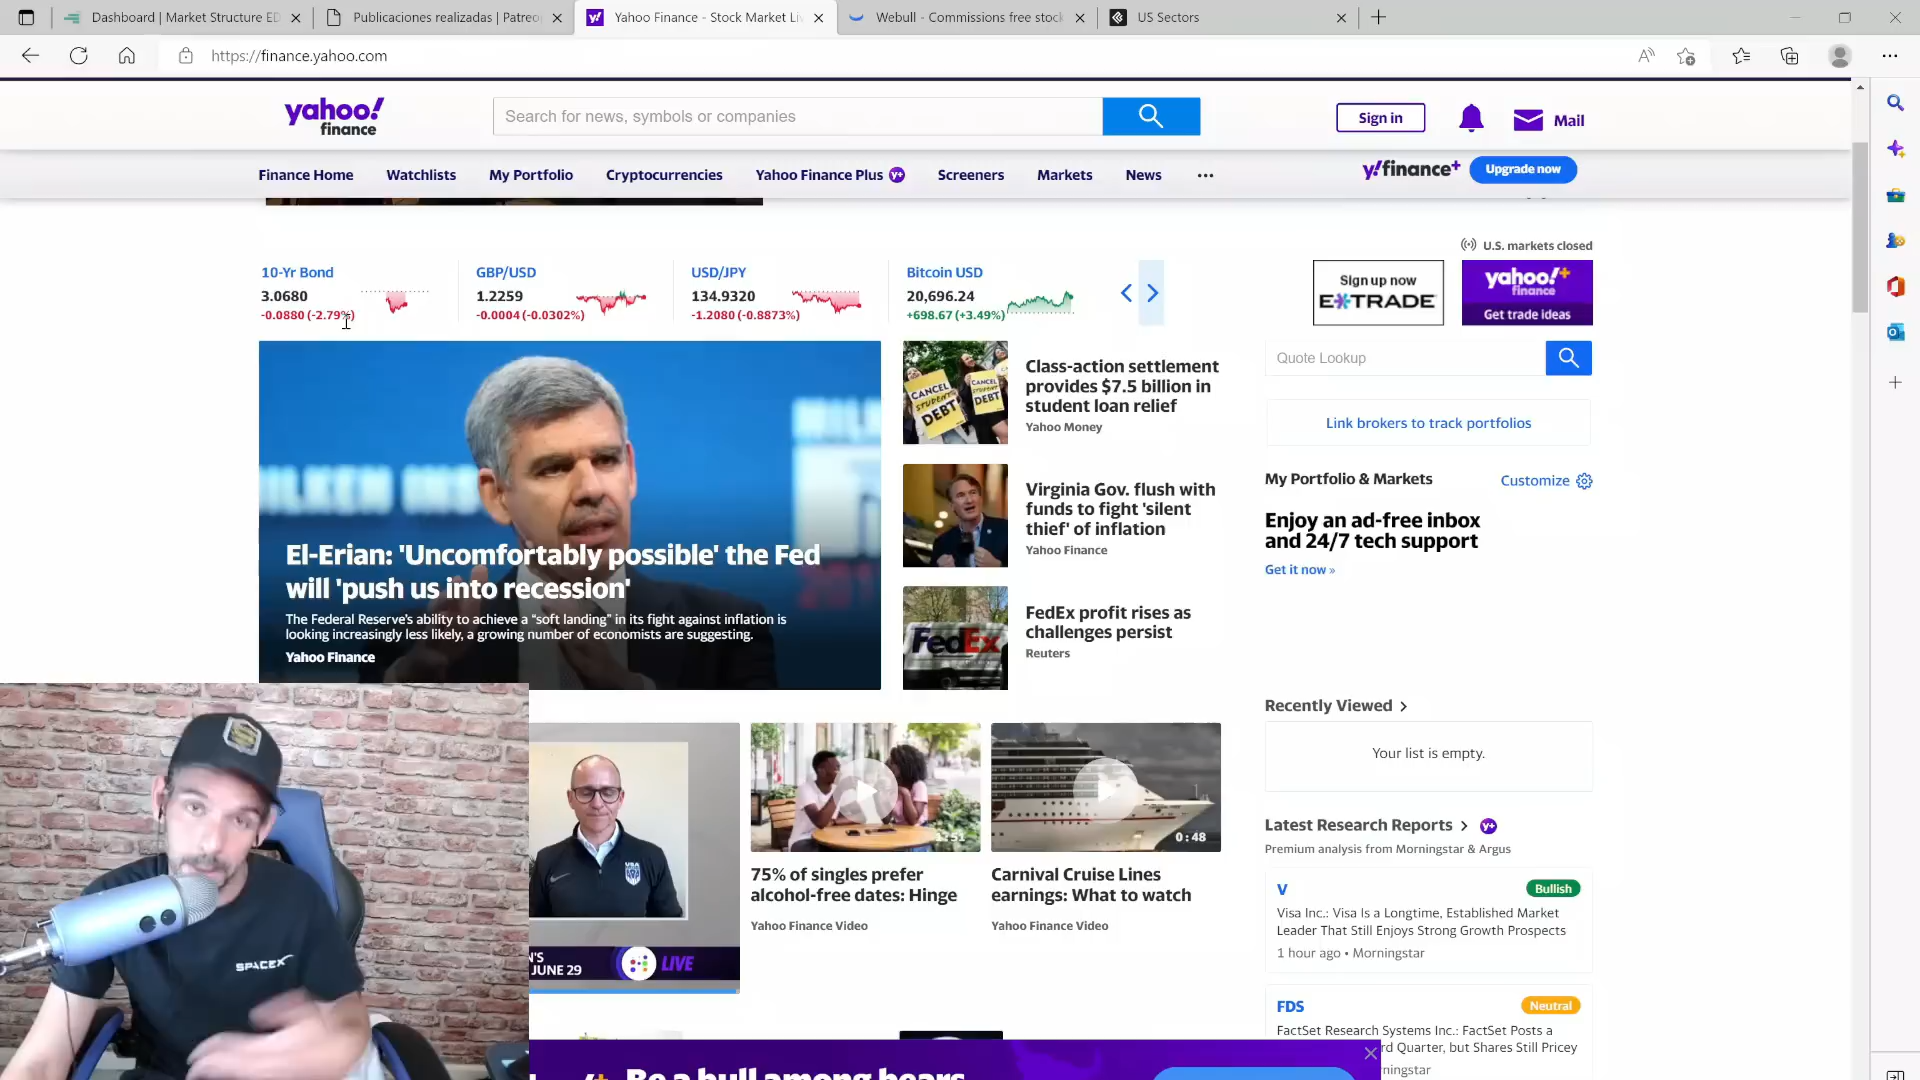 Dashboard | Market Structure ED
Publicaciones realizadas | Patreo
Yahoo Finance - Stock Market Li
Webull - Commissions free stock
US Sectors
https://finance.yahoo.com
yahoo!
finance
Search for news, symbols or companies
Sign in
Mail
Finance Home
Watchlists
My Portfolio
Cryptocurrencies
Yahoo Finance Plus
Screeners
Markets
News
y!finance+
Upgrade now
U.S. markets closed
10-Yr Bond
3.0680
-0.0880 (-2.79%)
GBP/USD
1.2259
-0.0004 (-0.0302%)
USD/JPY
134.9320
-1.2080 (-0.8873%)
Bitcoin USD
20,696.24
+698.67 (+3.49%)
Sign up now
E*TRADE
yahoo!+
finance
Get trade ideas
El-Erian: 'Uncomfortably possible' the Fed
will 'push us into recession'
The Federal Reserve's ability to achieve a "soft landing" in its fight against inflation is
looking increasingly less likely, a growing number of economists are suggesting.
Yahoo Finance
CANCEL
STUDENT
DEBT
CANCEL
DEBT
Class-action settlement
provides $7.5 billion in
student loan relief
Yahoo Money
Virginia Gov. flush with
funds to fight 'silent
thief' of inflation
Yahoo Finance
FedEx
FedEx profit rises as
challenges persist
Reuters
Quote Lookup
Link brokers to track portfolios
My Portfolio & Markets
Customize
Enjoy an ad-free inbox
and 24/7 tech support
Get it now »
Recently Viewed
Your list is empty.
Latest Research Reports
Premium analysis from Morningstar & Argus
V
Bullish
Visa Inc.: Visa Is a Longtime, Established Market
Leader That Still Enjoys Strong Growth Prospects
1 hour ago • Morningstar
FDS
Neutral
FactSet Research Systems Inc.: FactSet Posts a
rd Quarter, but Shares Still Pricey
rningstar
USA
N'S
JUNE 29
LIVE
1:51
75% of singles prefer
alcohol-free dates: Hinge
Yahoo Finance Video
0:48
Carnival Cruise Lines
earnings: What to watch
Yahoo Finance Video
SPACEX
Be a bull among bears